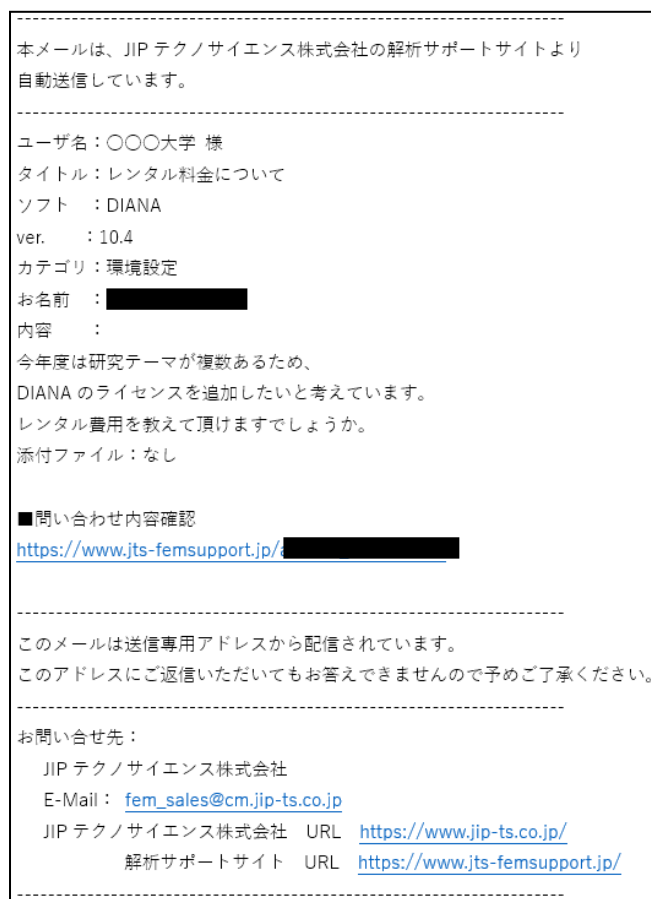 ----------------------------------------------------------------------
本メールは、JIP テクノサイエンス株式会社の解析サポートサイトより
自動送信しています。
----------------------------------------------------------------------
ユーザ名：〇〇〇大学 様
タイトル：レンタル料金について
ソフト　：DIANA
ver.　　：10.4
カテゴリ：環境設定
お名前　：
内容　　：
今年度は研究テーマが複数あるため、
DIANA のライセンスを追加したいと考えています。
レンタル費用を教えて頂けますでしょうか。
添付ファイル：なし
■問い合わせ内容確認
https://www.jts-femsupport.jp/
----------------------------------------------------------------------
このメールは送信専用アドレスから配信されています。
このアドレスにご返信いただいてもお答えできませんので予めご了承ください。
----------------------------------------------------------------------
お問い合せ先：
JIP テクノサイエンス株式会社
E-Mail： fem_sales@cm.jip-ts.co.jp
JIP テクノサイエンス株式会社　URL　https://www.jip-ts.co.jp/
解析サポートサイト　URL　https://www.jts-femsupport.jp/
----------------------------------------------------------------------